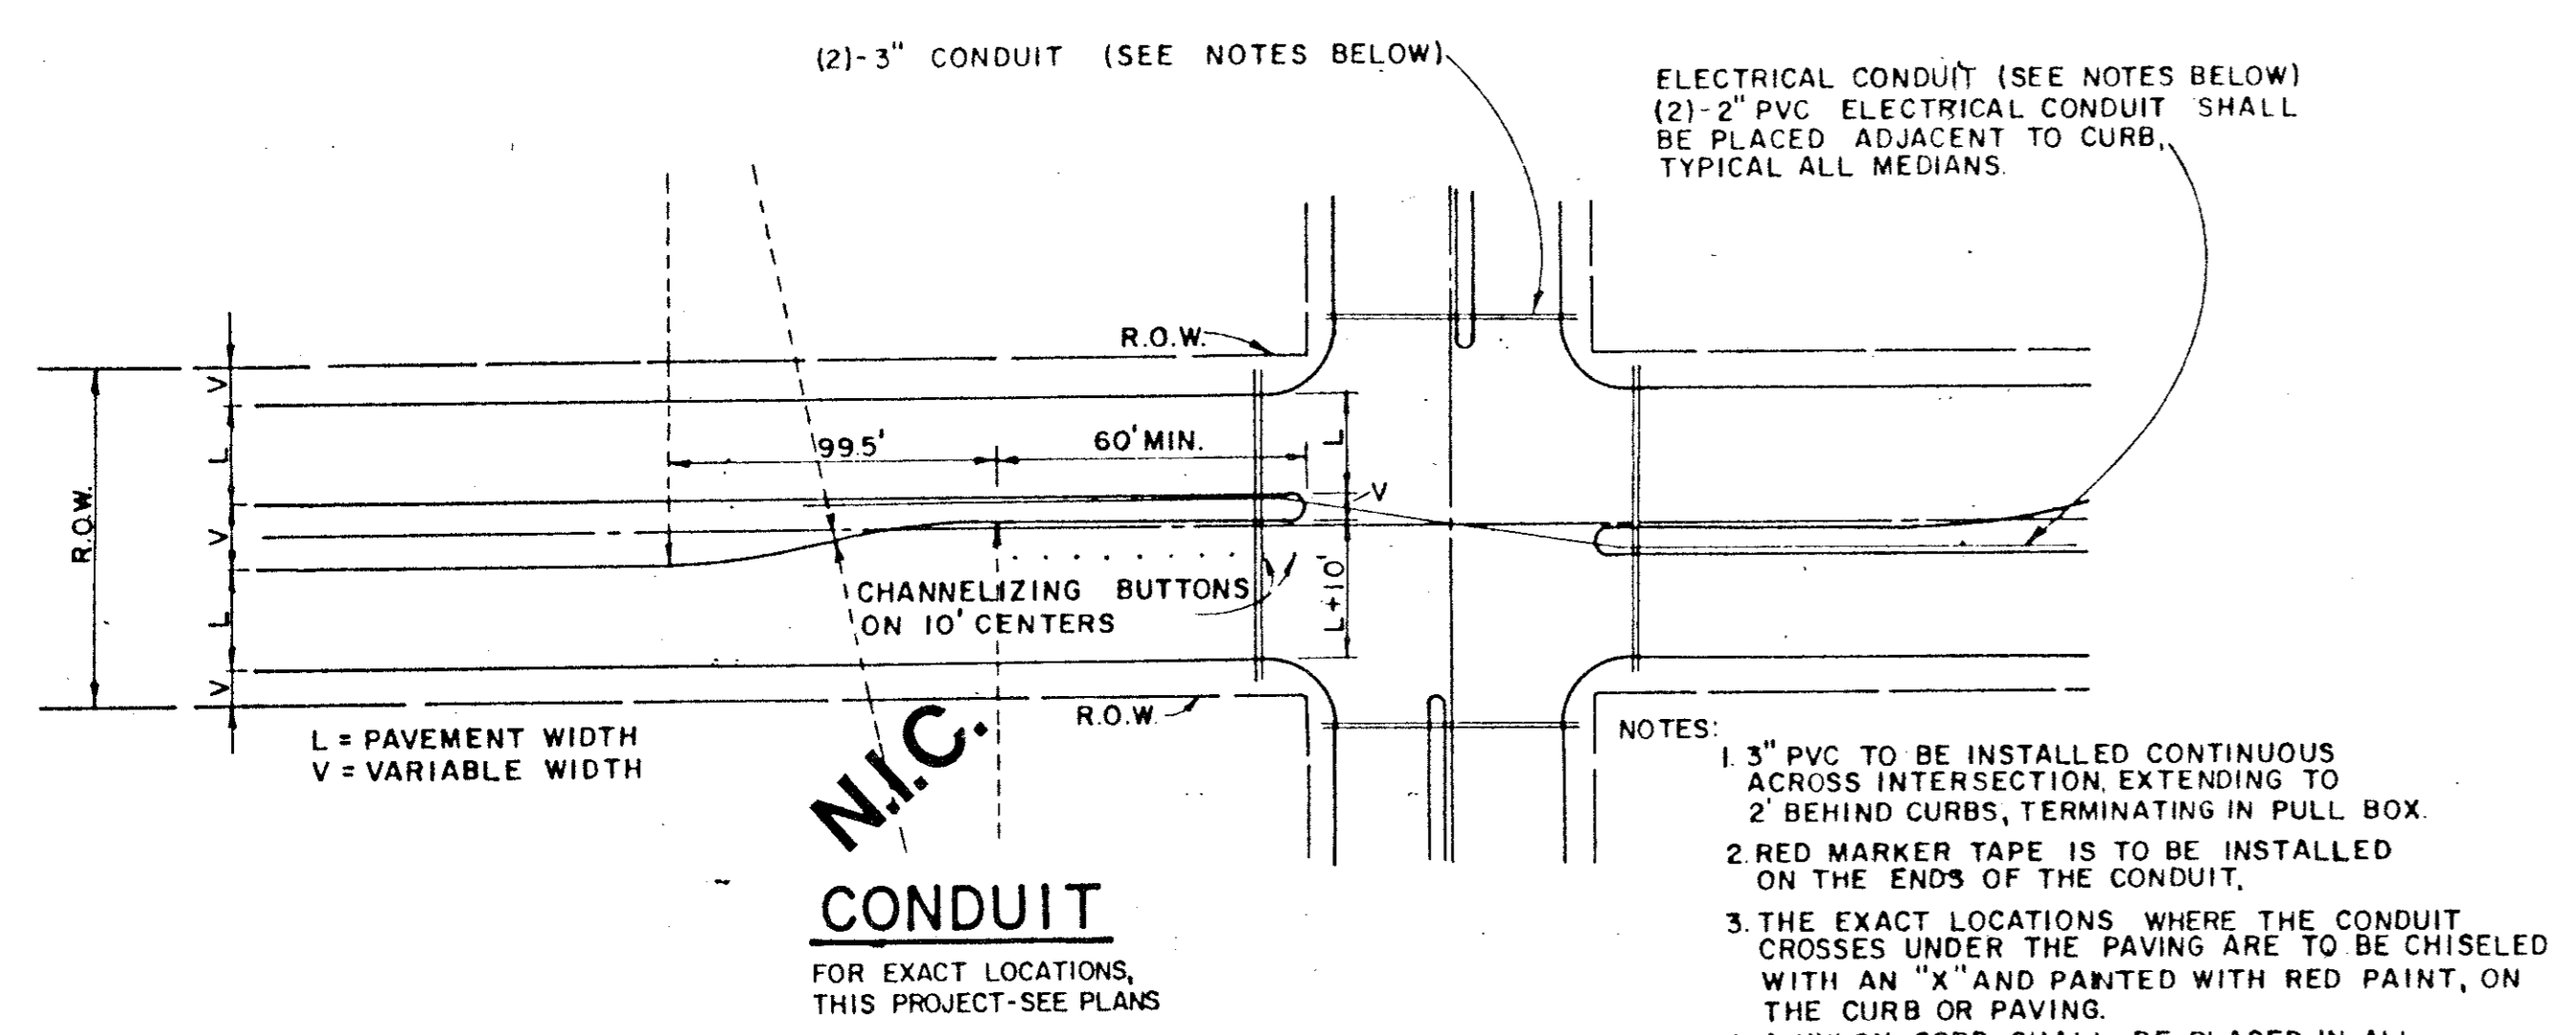 (2)-3" CONDUIT (SEE NOTES BELOW)
ELECTRICAL CONDUIT (SEE NOTES BELOW)
(2)-2" PVC ELECTRICAL CONDUIT SHALL
BE PLACED ADJACENT TO CURB,
TYPICAL ALL MEDIANS.
R.O.W.
V
L
V
L
V
R.O.W.
99.5'
60' MIN.
L
V
L+10'
CHANNELIZING BUTTONS
ON 10' CENTERS
R.O.W.
L = PAVEMENT WIDTH
V = VARIABLE WIDTH
N.I.C.
CONDUIT
FOR EXACT LOCATIONS,
THIS PROJECT-SEE PLANS
NOTES:
1. 3" PVC TO BE INSTALLED CONTINUOUS
ACROSS INTERSECTION, EXTENDING TO
2' BEHIND CURBS, TERMINATING IN PULL BOX.
2. RED MARKER TAPE IS TO BE INSTALLED
ON THE ENDS OF THE CONDUIT.
3. THE EXACT LOCATIONS WHERE THE CONDUIT
CROSSES UNDER THE PAVING ARE TO BE CHISELED
WITH AN "X" AND PAINTED WITH RED PAINT, ON
THE CURB OR PAVING.